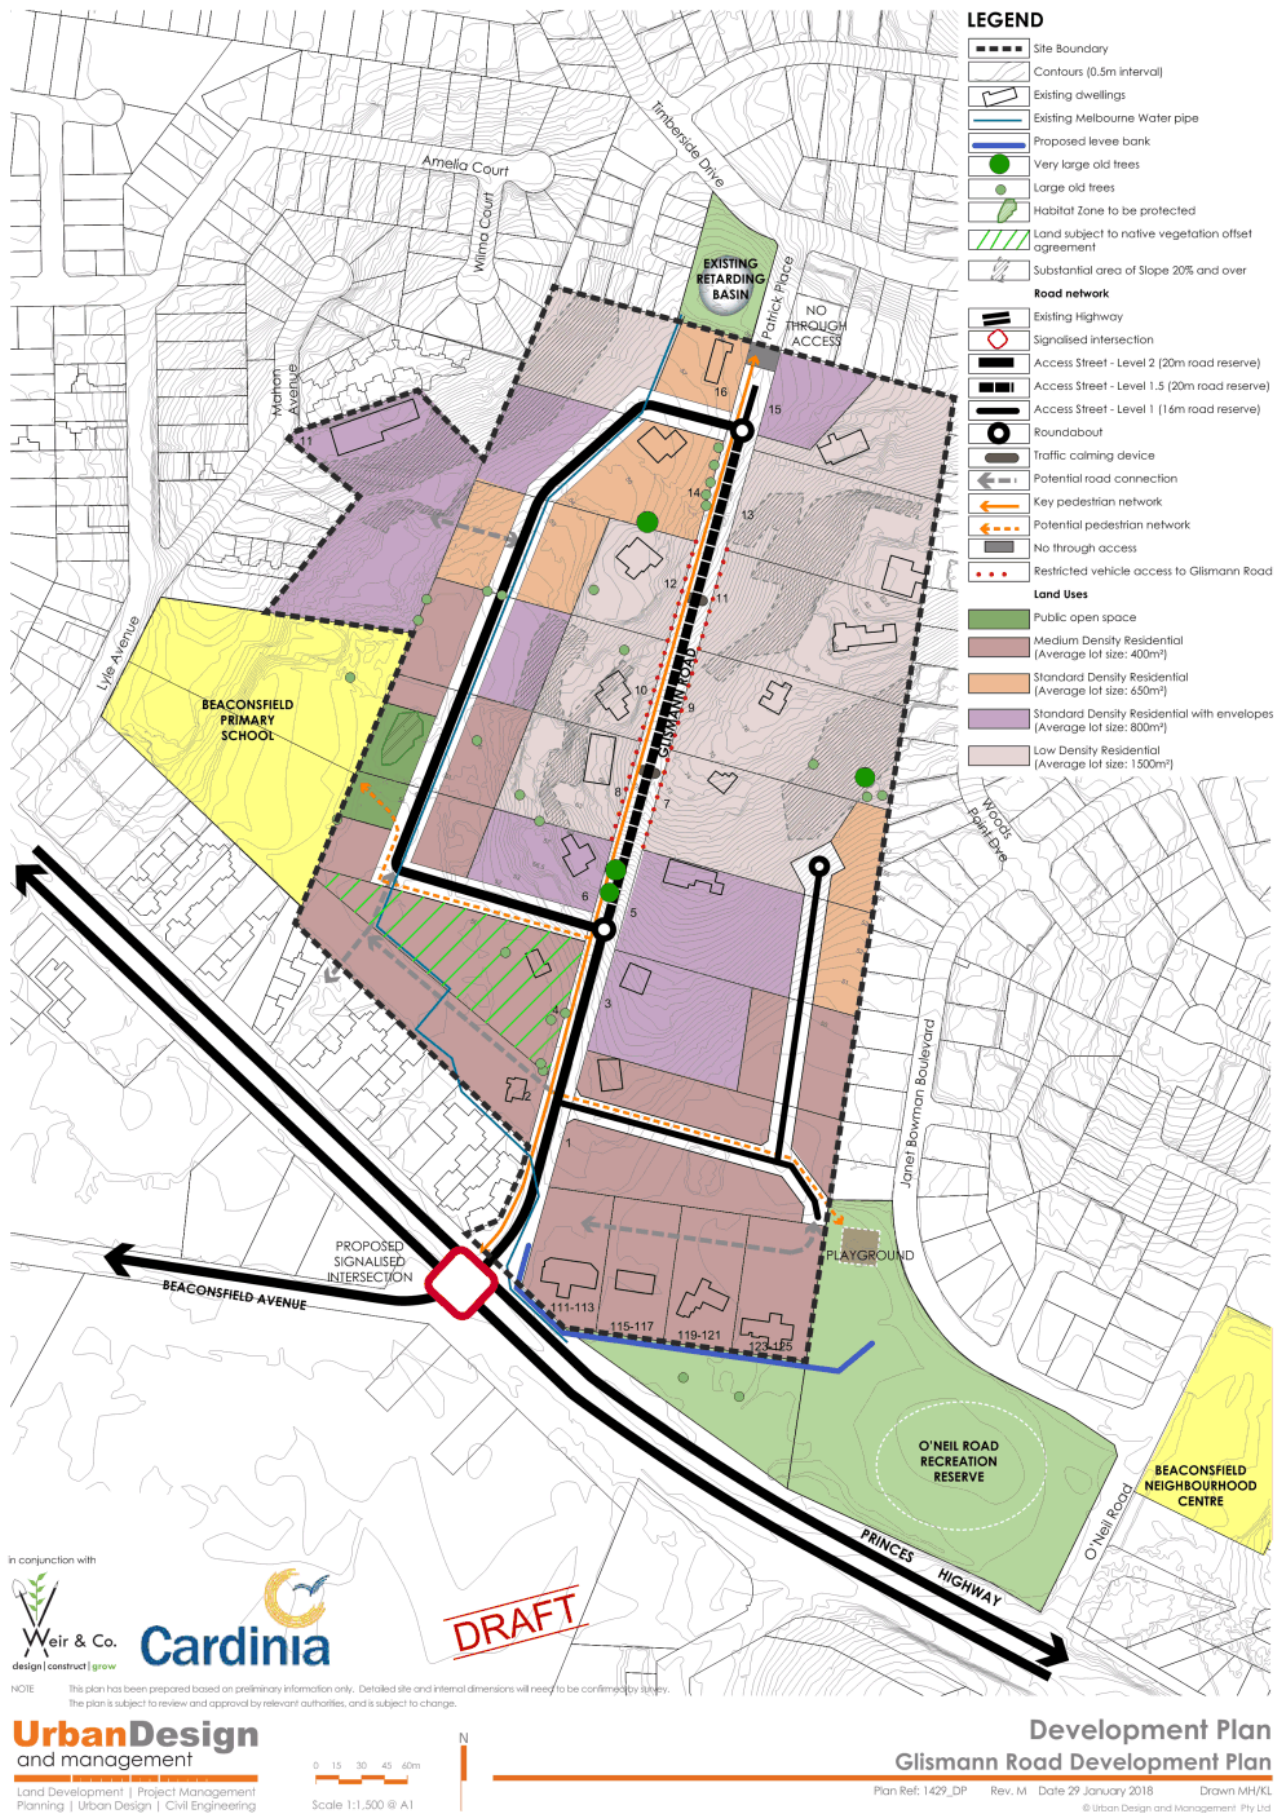 LEGEND
Site Boundary
Contours (0.5m interval)
Existing dwellings
Existing Melbourne Water pipe
Proposed levee bank
Very large old trees
Large old trees
Habitat Zone to be protected
Land subject to native vegetation offset
agreement
Substantial area of Slope 20% and over
Road network
Existing Highway
Signalised intersection
Access Street - Level 2 (20m road reserve)
Access Street - Level 1.5 (20m road reserve)
Access Street - Level 1 (16m road reserve)
Roundabout
Traffic calming device
Potential road connection
Key pedestrian network
Potential pedestrian network
No through access
Restricted vehicle access to Glismann Road
Land Uses
Public open space
Medium Density Residential
(Average lot size: 400m²)
Standard Density Residential
(Average lot size: 650m²)
Standard Density Residential with envelopes
(Average lot size: 800m²)
Low Density Residential
(Average lot size: 1500m²)
Timberside Drive
Amelia Court
Wilma Court
EXISTING
RETARDING
BASIN
Patrick Place
NO
THROUGH
ACCESS
Mahon
Avenue
11
16
15
14
13
12
11
10
9
8
7
6
5
4
3
2
1
GLISMANN ROAD
Lyle Avenue
BEACONSFIELD
PRIMARY
SCHOOL
Woods
Point Dve
Janet Bowman Boulevard
PLAYGROUND
PROPOSED
SIGNALISED
INTERSECTION
BEACONSFIELD AVENUE
111-113
115-117
119-121
123-125
O'NEIL ROAD
RECREATION
RESERVE
BEACONSFIELD
NEIGHBOURHOOD
CENTRE
O'Neil Road
PRINCES
HIGHWAY
in conjunction with
Weir & Co.
design|construct|grow
Cardinia
DRAFT
NOTE This plan has been prepared based on preliminary information only. Detailed site and internal dimensions will need to be confirmed by survey.
The plan is subject to review and approval by relevant authorities, and is subject to change.
UrbanDesign
and management
Land Development | Project Management
Planning | Urban Design | Civil Engineering
0 15 30 45 60m
Scale 1:1,500 @ A1
N
Development Plan
Glismann Road Development Plan
Plan Ref: 1429_DP Rev. M Date 29 January 2018 Drawn MH/KL
© Urban Design and Management Pty Ltd